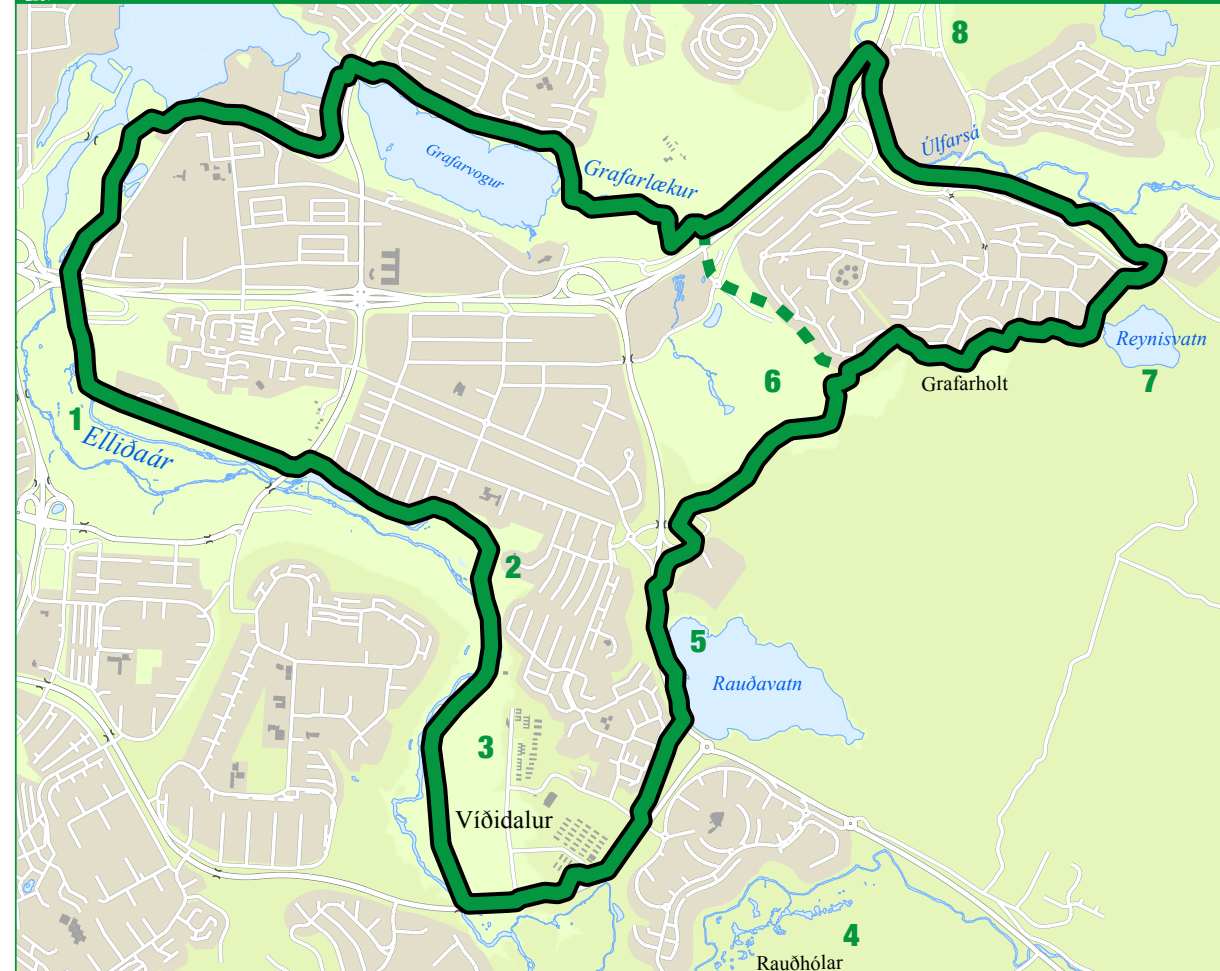 8
Úlfarsá
Grafarvogur
Grafarlækur
Reynisvatn
6
7
Grafarholt
1
Elliðaár
2
5
Rauðavatn
3
Víðidalur
4
Rauðhólar